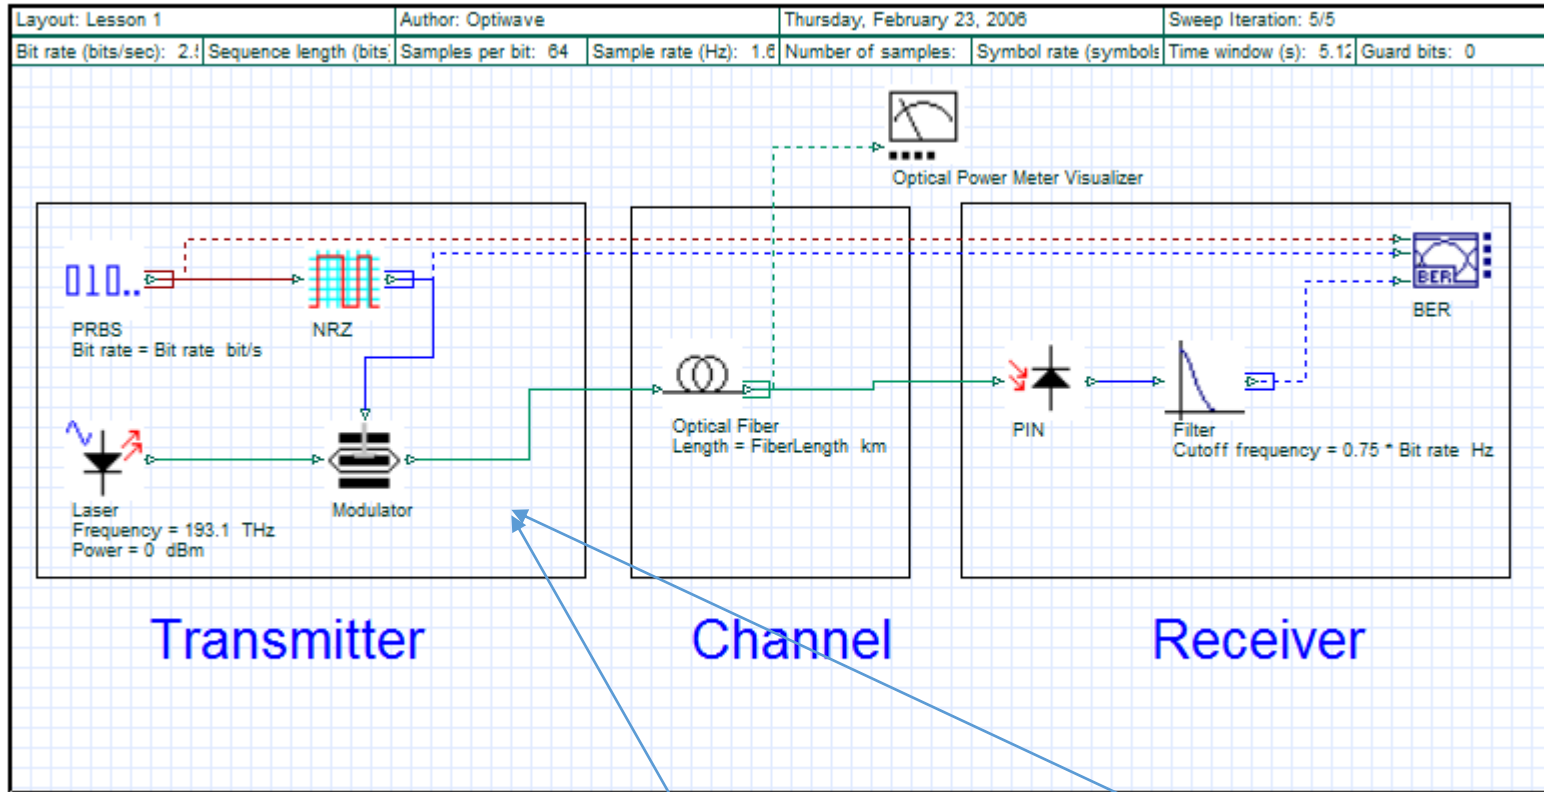 Layout: Lesson 1
Author: Optiwave
Thursday, February 23, 2006
Sweep Iteration: 5/5
Bit rate (bits/sec): 2.5
Sequence length (bits)
Samples per bit: 64
Sample rate (Hz): 1.6
Number of samples:
Symbol rate (symbols
Time window (s): 5.12
Guard bits: 0
Optical Power Meter Visualizer
010..
PRBS
Bit rate = Bit rate bit/s
NRZ
BER
BER
Optical Fiber
Length = FiberLength km
PIN
Filter
Cutoff frequency = 0.75 * Bit rate Hz
Laser
Frequency = 193.1 THz
Power = 0 dBm
Modulator
Transmitter
Channel
Receiver